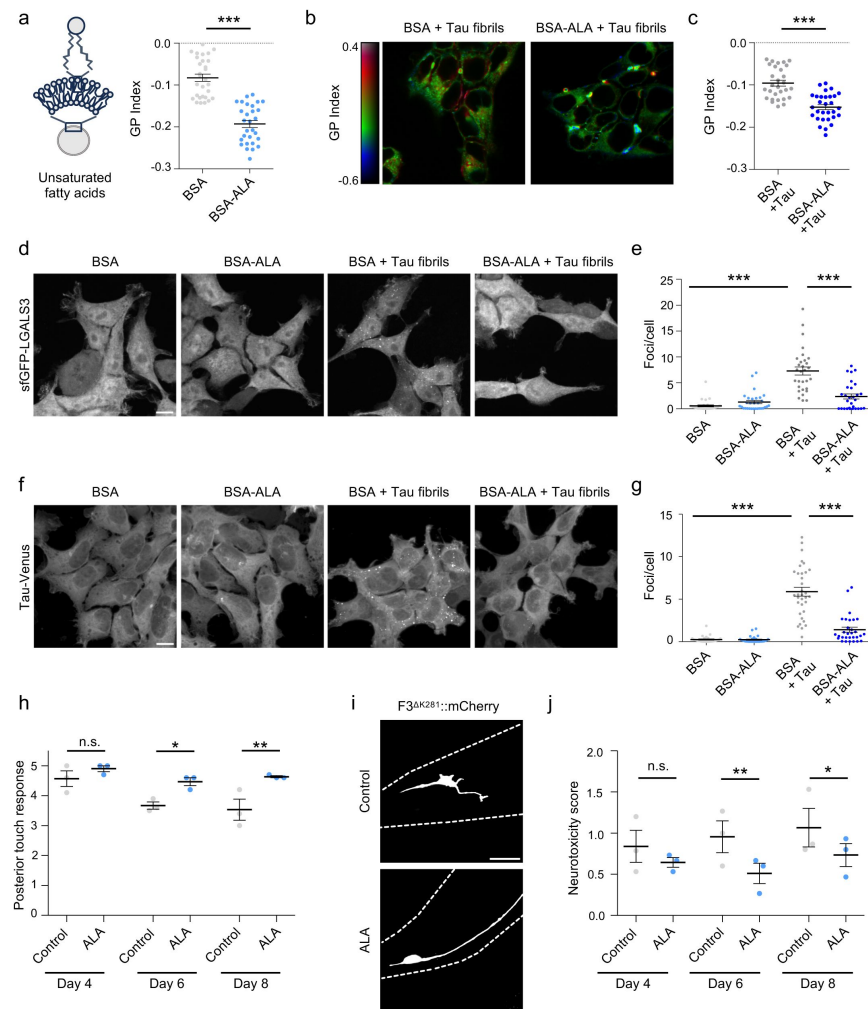 a
Unsaturated
fatty acids
GP Index
0.0
-0.1
-0.2
-0.3
***
BSA
BSA-ALA
b
BSA + Tau fibrils
BSA-ALA + Tau fibrils
GP Index
0.4
-0.6
c
***
GP Index
0.0
-0.1
-0.2
-0.3
BSA
+Tau
BSA-ALA
+Tau
d
BSA
BSA-ALA
BSA + Tau fibrils
BSA-ALA + Tau fibrils
sfGFP-LGALS3
e
***
***
Foci/cell
25
20
15
10
5
0
BSA
BSA-ALA
BSA
+ Tau
BSA-ALA
+ Tau
f
BSA
BSA-ALA
BSA + Tau fibrils
BSA-ALA + Tau fibrils
Tau-Venus
g
***
***
Foci/cell
15
10
5
0
BSA
BSA-ALA
BSA
+ Tau
BSA-ALA
+ Tau
h
n.s.
*
**
Posterior touch response
5
4
3
2
1
0
Control
ALA
Control
ALA
Control
ALA
Day 4
Day 6
Day 8
i
F3ΔK281::mCherry
Control
ALA
j
n.s.
**
*
Neurotoxicity score
2.0
1.5
1.0
0.5
0.0
Control
ALA
Control
ALA
Control
ALA
Day 4
Day 6
Day 8